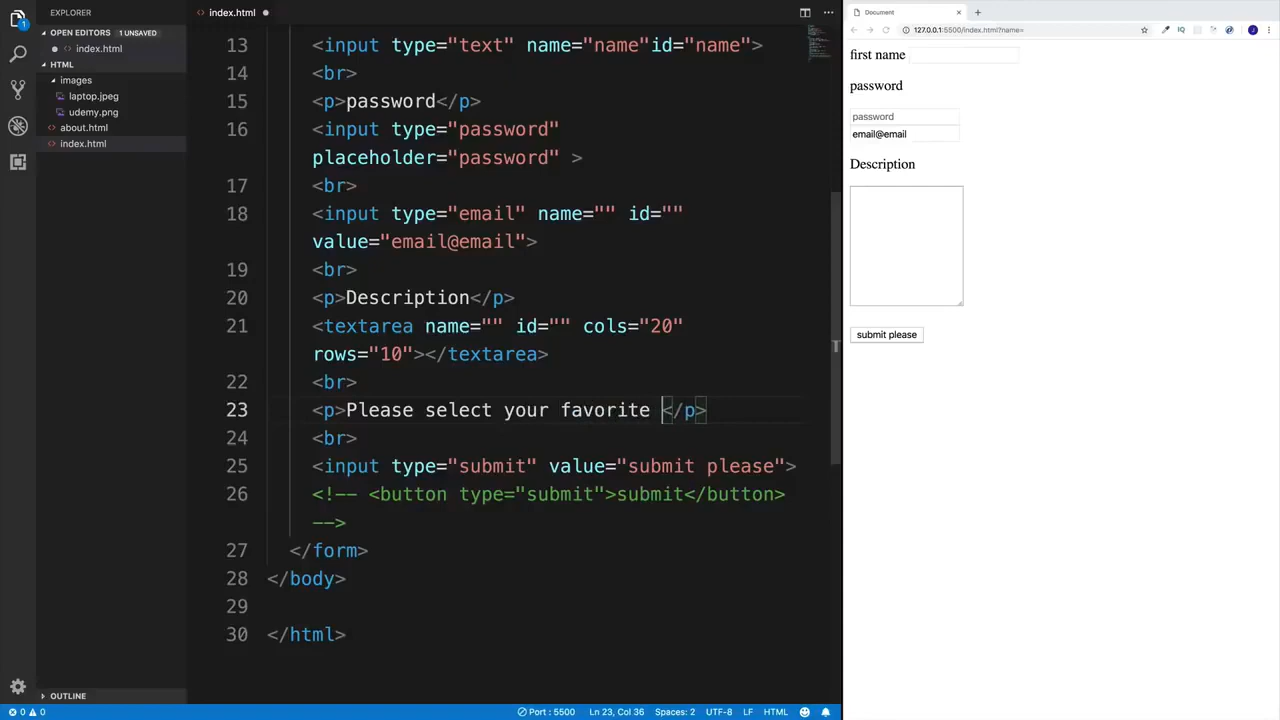 EXPLORER
OPEN EDITORS 1 UNSAVED
index.html
HTML
images
laptop.jpeg
udemy.png
about.html
index.html
OUTLINE
index.html
13 <input type="text" name="name"id="name">
14 <br>
15 <p>password</p>
16 <input type="password"
placeholder="password" >
17 <br>
18 <input type="email" name="" id=""
value="email@email">
19 <br>
20 <p>Description</p>
21 <textarea name="" id="" cols="20"
rows="10"></textarea>
22 <br>
23 <p>Please select your favorite </p>
24 <br>
25 <input type="submit" value="submit please">
26 <!-- <button type="submit">submit</button>
-->
27 </form>
28 </body>
29
30 </html>
Document
127.0.0.1:5500/index.html?name=
first name
password
password
email@email
Description
submit please
0 0 Port : 5500 Ln 23, Col 36 Spaces: 2 UTF-8 LF HTML